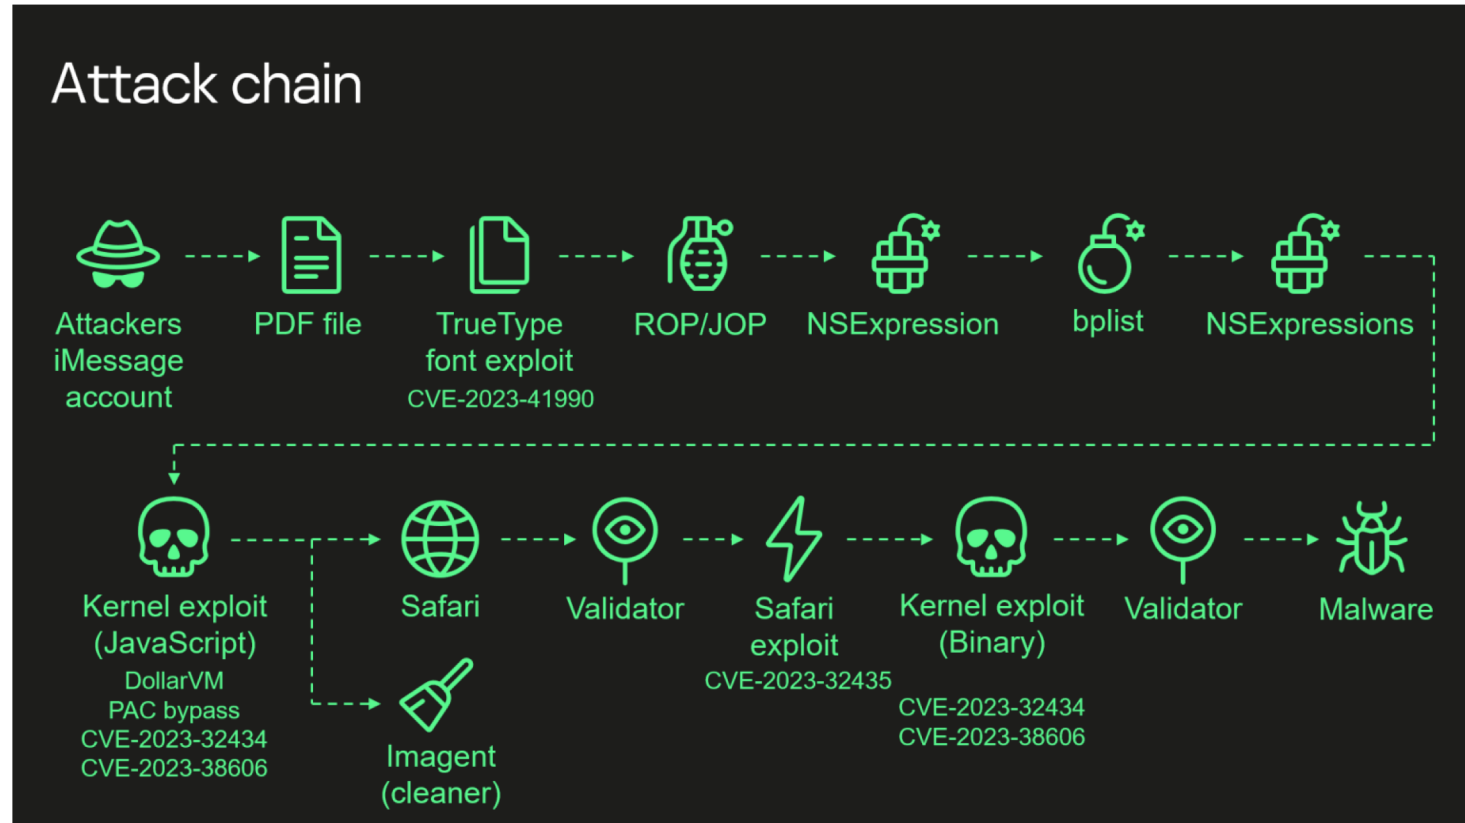 Attack chain
Attackers
iMessage
account
PDF file
TrueType
font exploit
CVE-2023-41990
ROP/JOP
NSExpression
bplist
NSExpressions
Kernel exploit
(JavaScript)
DollarVM
PAC bypass
CVE-2023-32434
CVE-2023-38606
Safari
Imagent
(cleaner)
Validator
Safari
exploit
CVE-2023-32435
Kernel exploit
(Binary)
CVE-2023-32434
CVE-2023-38606
Validator
Malware